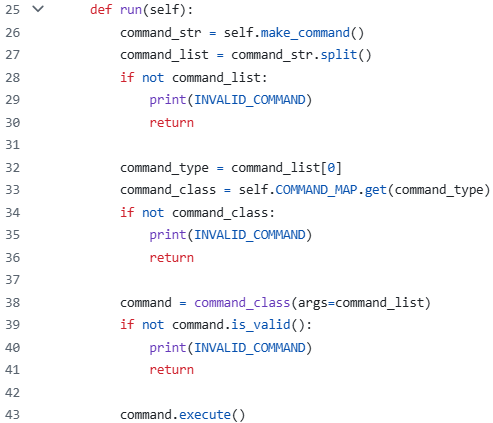 25 def run(self):
26 command_str = self.make_command()
27 command_list = command_str.split()
28 if not command_list:
29 print(INVALID_COMMAND)
30 return
31
32 command_type = command_list[0]
33 command_class = self.COMMAND_MAP.get(command_type)
34 if not command_class:
35 print(INVALID_COMMAND)
36 return
37
38 command = command_class(args=command_list)
39 if not command.is_valid():
40 print(INVALID_COMMAND)
41 return
42
43 command.execute()